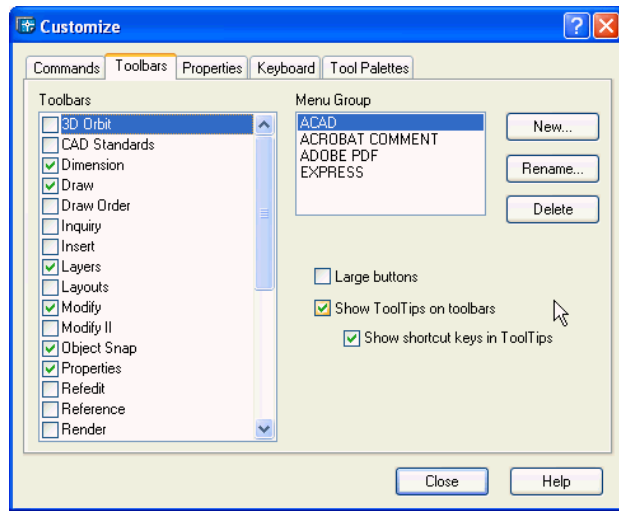 Customize
Commands Toolbars Properties Keyboard Tool Palettes
Toolbars
3D Orbit
CAD Standards
Dimension
Draw
Draw Order
Inquiry
Insert
Layers
Layouts
Modify
Modify II
Object Snap
Properties
Refedit
Reference
Render
Menu Group
ACAD
ACROBAT COMMENT
ADOBE PDF
EXPRESS
New...
Rename...
Delete
Large buttons
Show ToolTips on toolbars
Show shortcut keys in ToolTips
Close Help